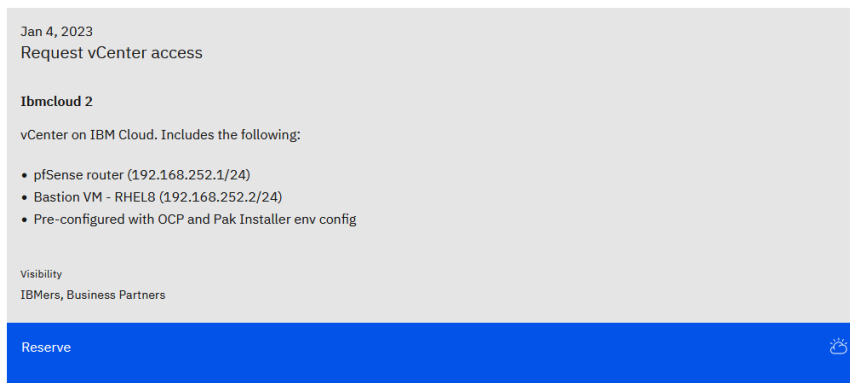 Jan 4, 2023
Request vCenter access
Ibmcloud 2
vCenter on IBM Cloud. Includes the following:
• pfSense router (192.168.252.1/24)
• Bastion VM - RHEL8 (192.168.252.2/24)
• Pre-configured with OCP and Pak Installer env config
Visibility
IBMers, Business Partners
Reserve